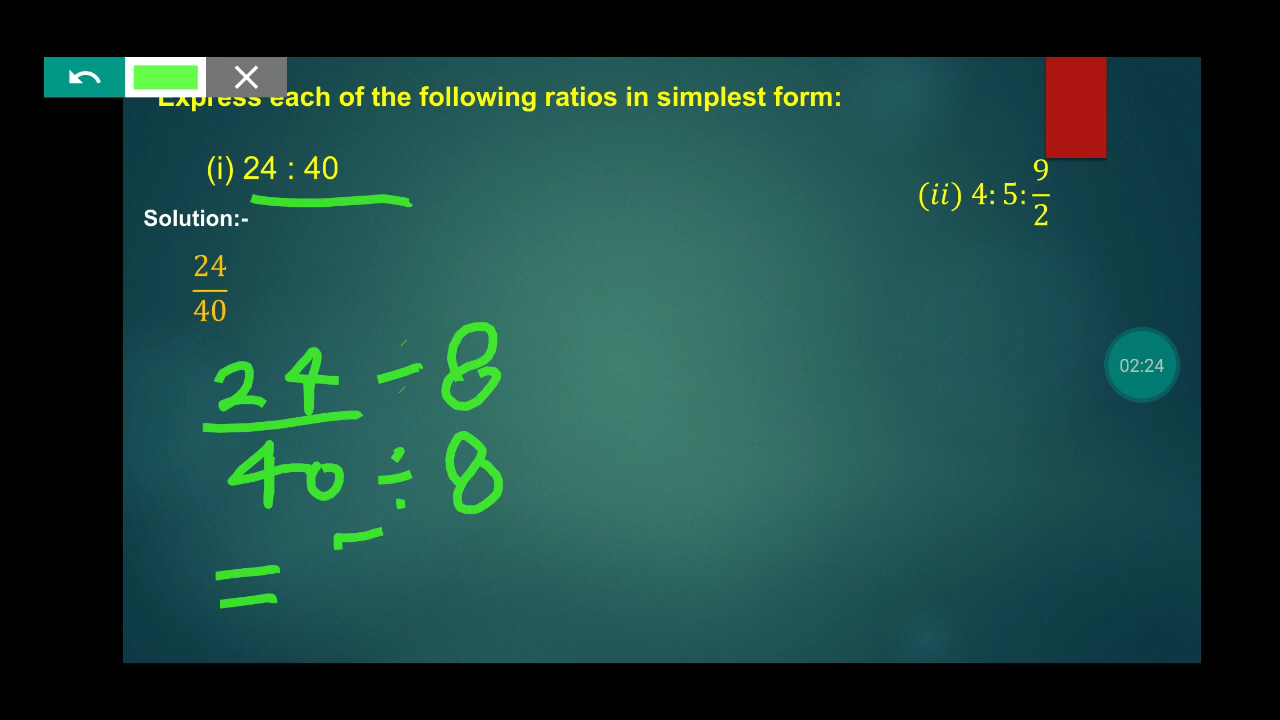 Express each of the following ratios in simplest form:
(i) 24 : 40
(ii) 4: 5: 9/2
Solution:-
24/40
24 ÷ 8
40 ÷ 8
=
02:24